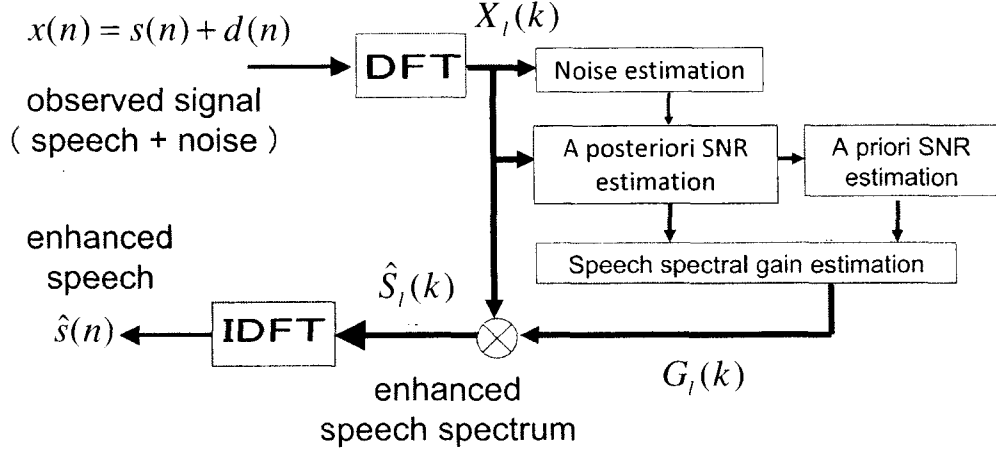 x(n) = s(n) + d(n)
X_l(k)
DFT
Noise estimation
observed signal
( speech + noise )
A posteriori SNR
estimation
A priori SNR
estimation
enhanced
speech
Speech spectral gain estimation
Ŝ_l(k)
ŝ(n)
IDFT
G_l(k)
enhanced
speech spectrum